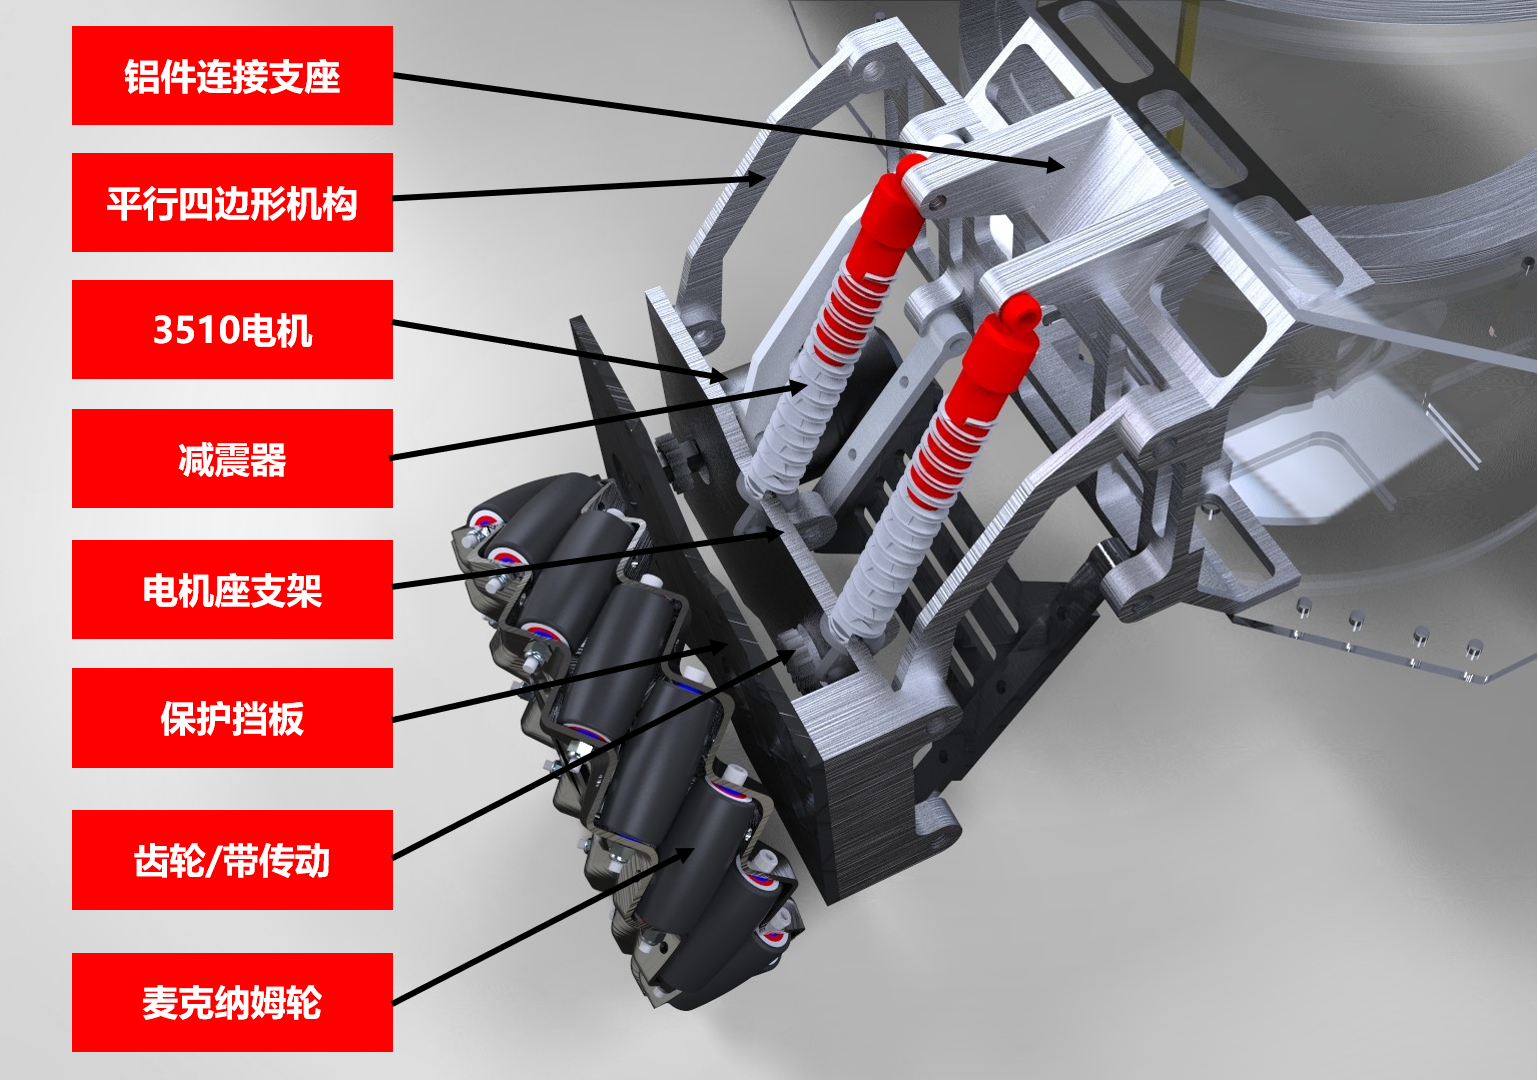 铝件连接支座
平行四边形机构
3510电机
减震器
电机座支架
保护挡板
齿轮/带传动
麦克纳姆轮